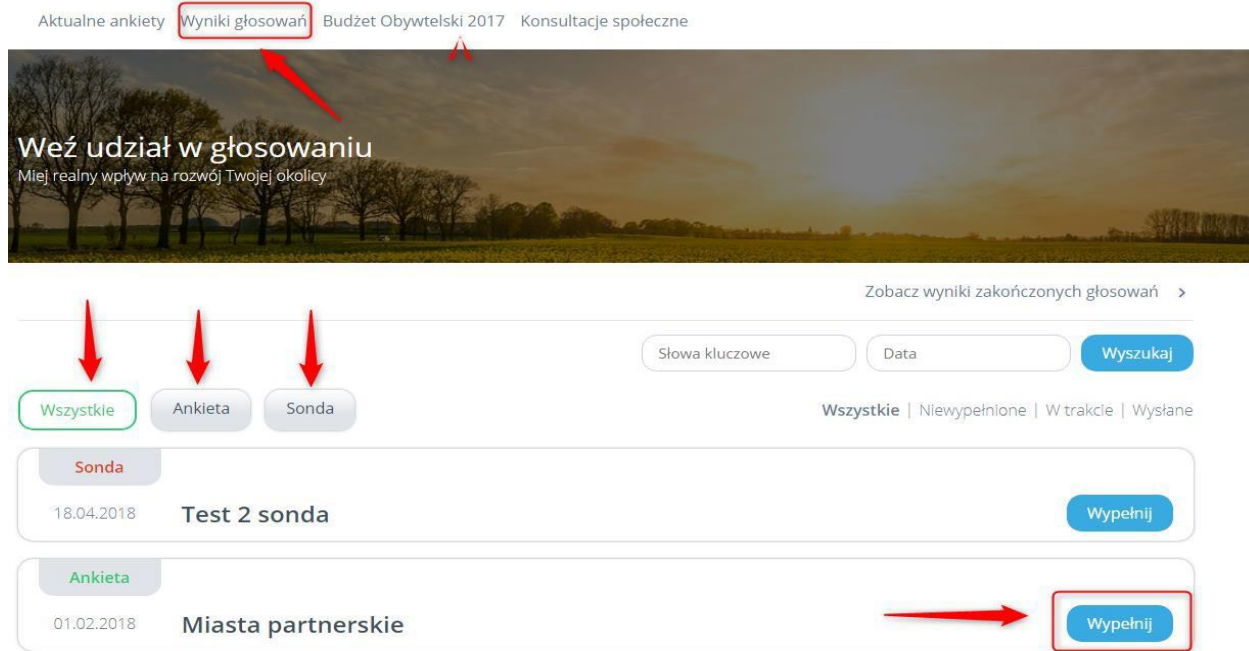 Aktualne ankiety Wyniki głosowań Budżet Obywtelski 2017 Konsultacje społeczne
Weź udział w głosowaniu
Miej realny wpływ na rozwój Twojej okolicy
Zobacz wyniki zakończonych głosowań >
Słowa kluczowe Data Wyszukaj
Wszystkie Ankieta Sonda Wszystkie | Niewypełnione | W trakcie | Wysłane
Sonda
18.04.2018 Test 2 sonda Wypełnij
Ankieta
01.02.2018 Miasta partnerskie Wypełnij